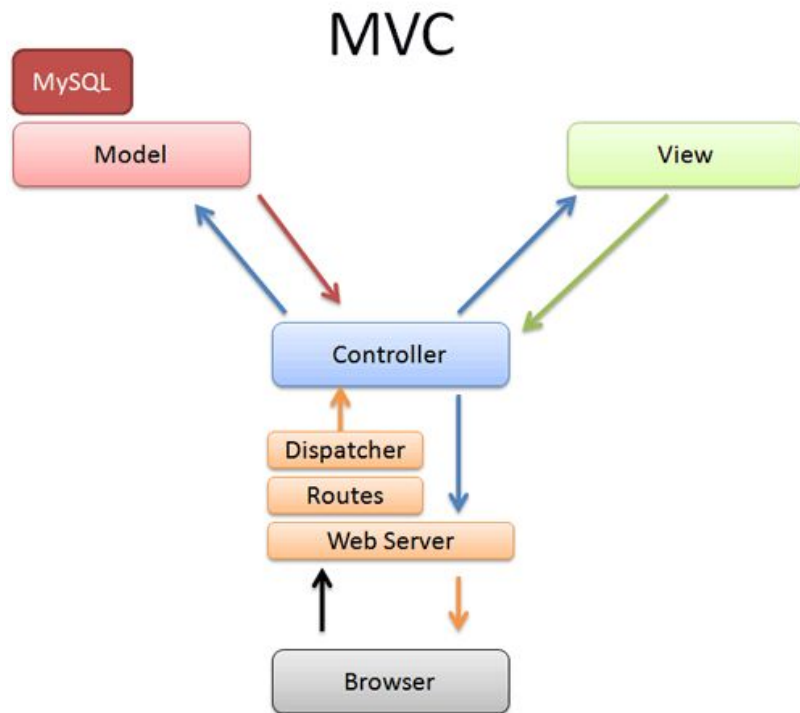 MVC
MySQL
Model
View
Controller
Dispatcher
Routes
Web Server
Browser